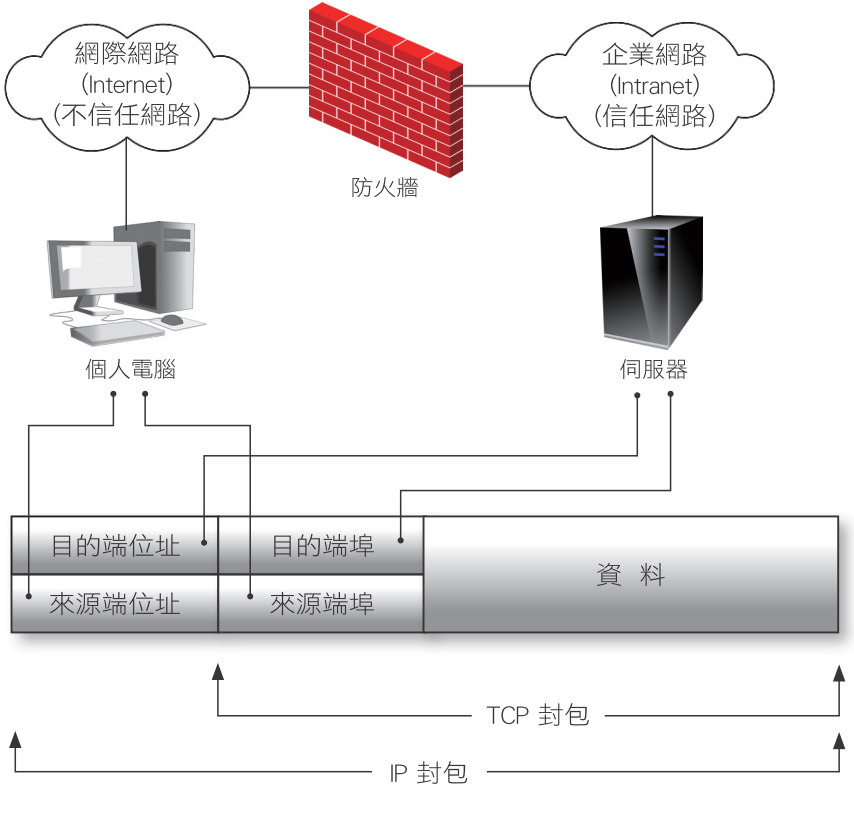 網際網路
(Internet)
(不信任網路)
企業網路
(Intranet)
(信任網路)
防火牆
個人電腦
伺服器
目的端位址
目的端埠
來源端位址
來源端埠
資 料
TCP 封包
IP 封包